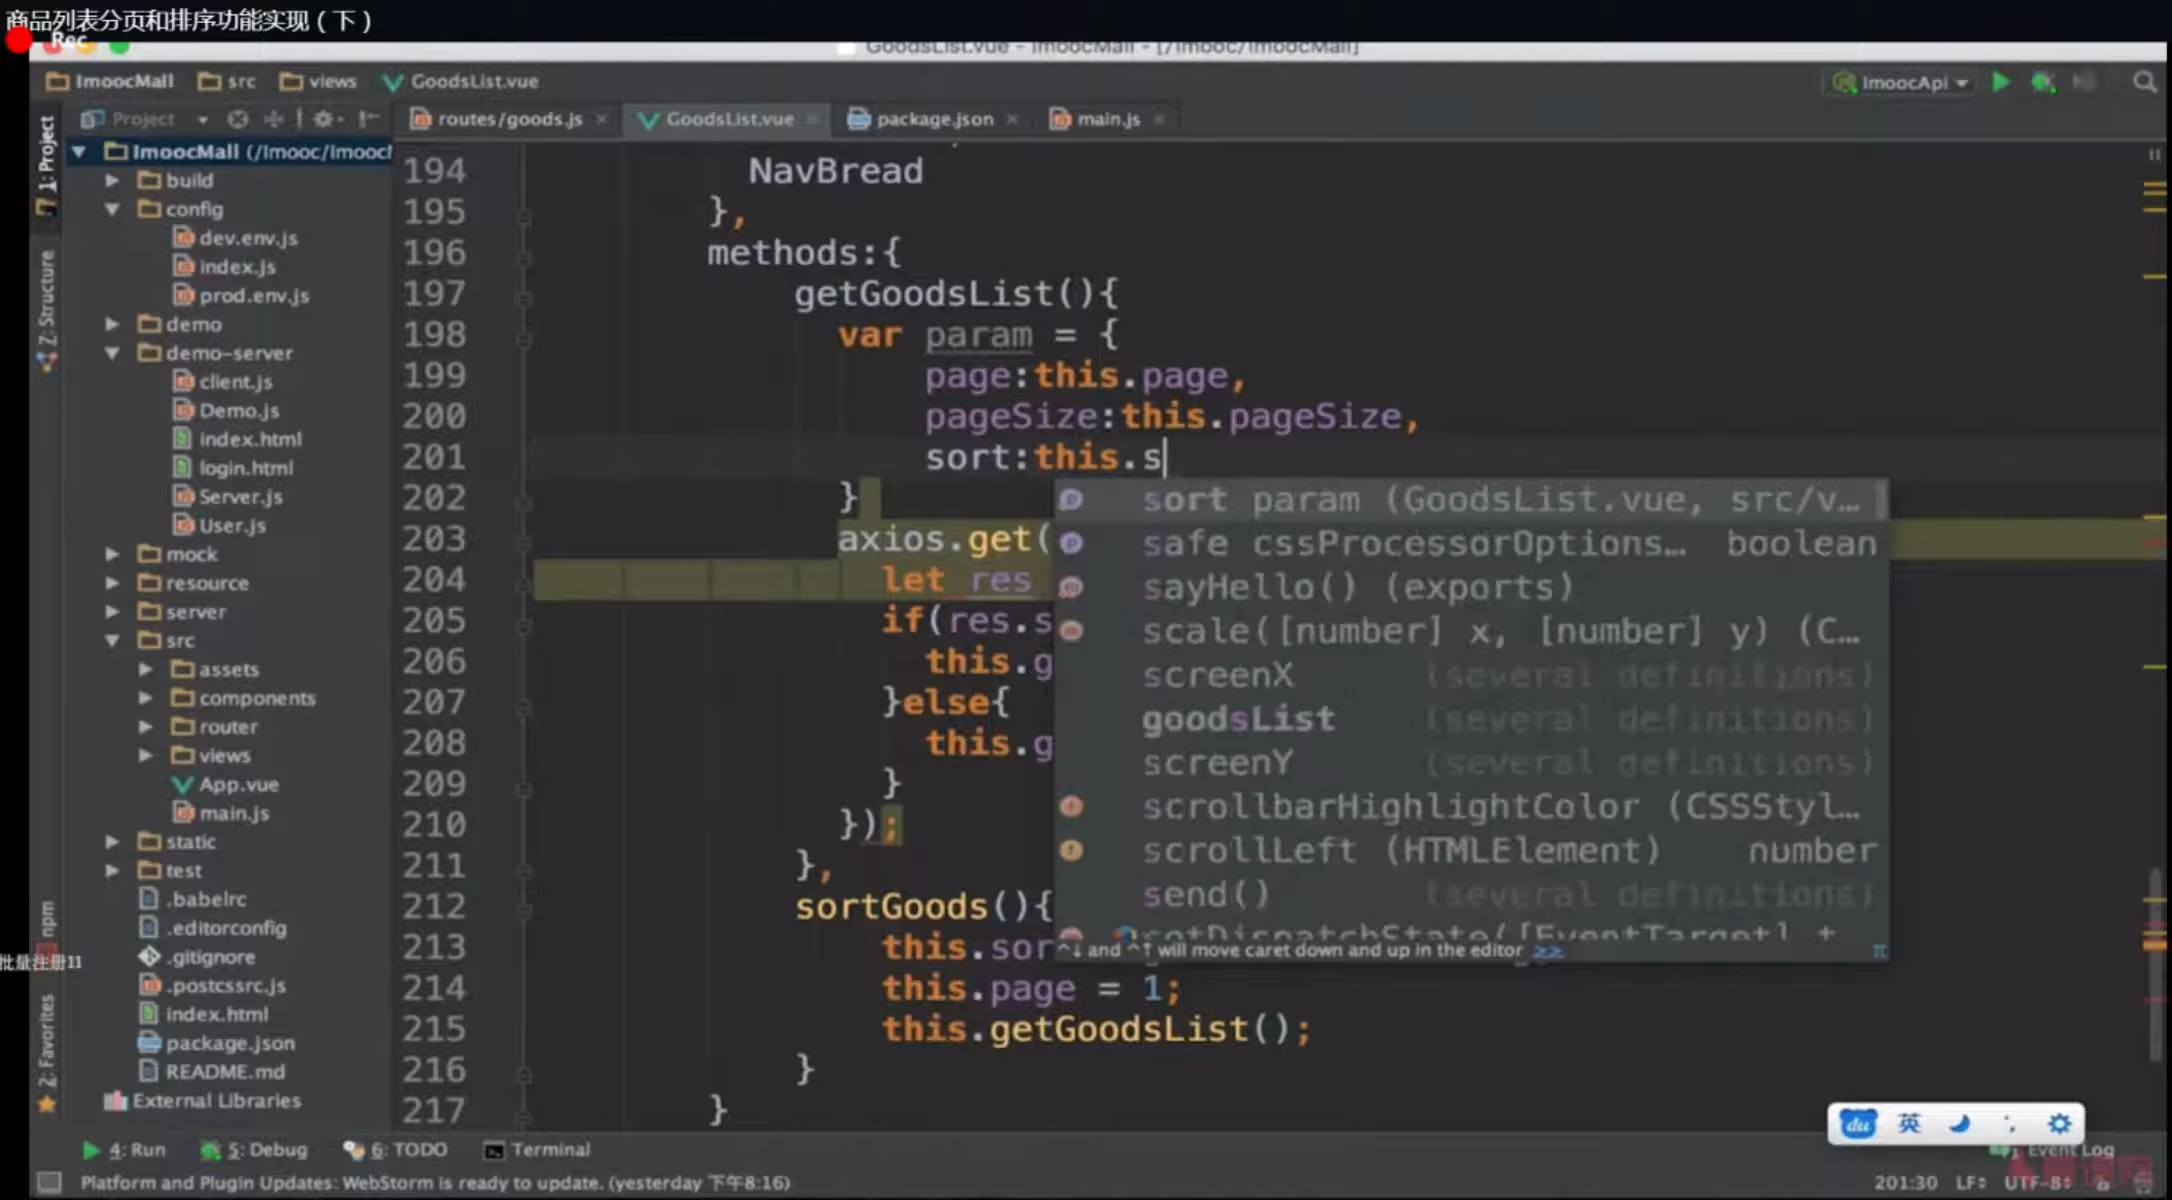 商品列表分页和排序功能实现（下）
Rec
GoodsList.vue - ImoocMall - [/Imooc/ImoocMall]
ImoocMall src views GoodsList.vue
ImoocApi
Project
routes/goods.js GoodsList.vue package.json main.js
1: Project
Z: Structure
npm
2: Favorites
批量注册11
ImoocMall (/Imooc/Imooc
build
config
dev.env.js
index.js
prod.env.js
demo
demo-server
client.js
Demo.js
index.html
login.html
Server.js
User.js
mock
resource
server
src
assets
components
router
views
App.vue
main.js
static
test
.babelrc
.editorconfig
.gitignore
.postcssrc.js
index.html
package.json
README.md
External Libraries
194 NavBread
195 },
196 methods:{
197 getGoodsList(){
198 var param = {
199 page:this.page,
200 pageSize:this.pageSize,
201 sort:this.s
202 }
203 axios.get(
204 let res
205 if(res.s
206 this.g
207 }else{
208 this.g
209 }
210 });
211 },
212 sortGoods(){
213 this.sor
214 this.page = 1;
215 this.getGoodsList();
216 }
217 }
sort param (GoodsList.vue, src/v…
safe cssProcessorOptions… boolean
sayHello() (exports)
scale([number] x, [number] y) (C…
screenX (several definitions)
goodsList (several definitions)
screenY (several definitions)
scrollbarHighlightColor (CSSStyl…
scrollLeft (HTMLElement) number
send() (several definitions)
setDispatchState([EventTarget] t
^↓ and ^↑ will move caret down and up in the editor >>
π
du 英
4: Run 5: Debug 6: TODO Terminal
Event Log
Platform and Plugin Updates: WebStorm is ready to update. (yesterday 下午8:16)
201:30 LF÷ UTF-8÷